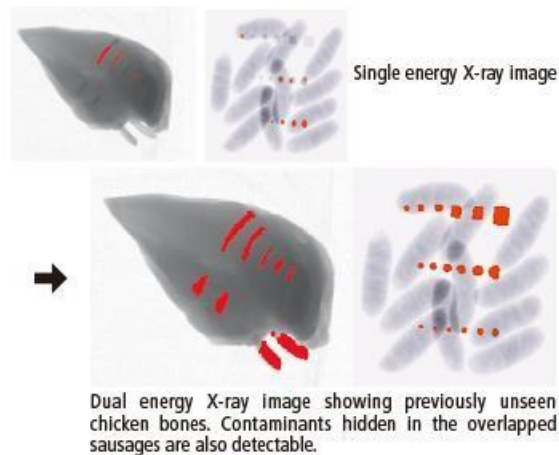 Single energy X-ray image
Dual energy X-ray image showing previously unseen
chicken bones. Contaminants hidden in the overlapped
sausages are also detectable.